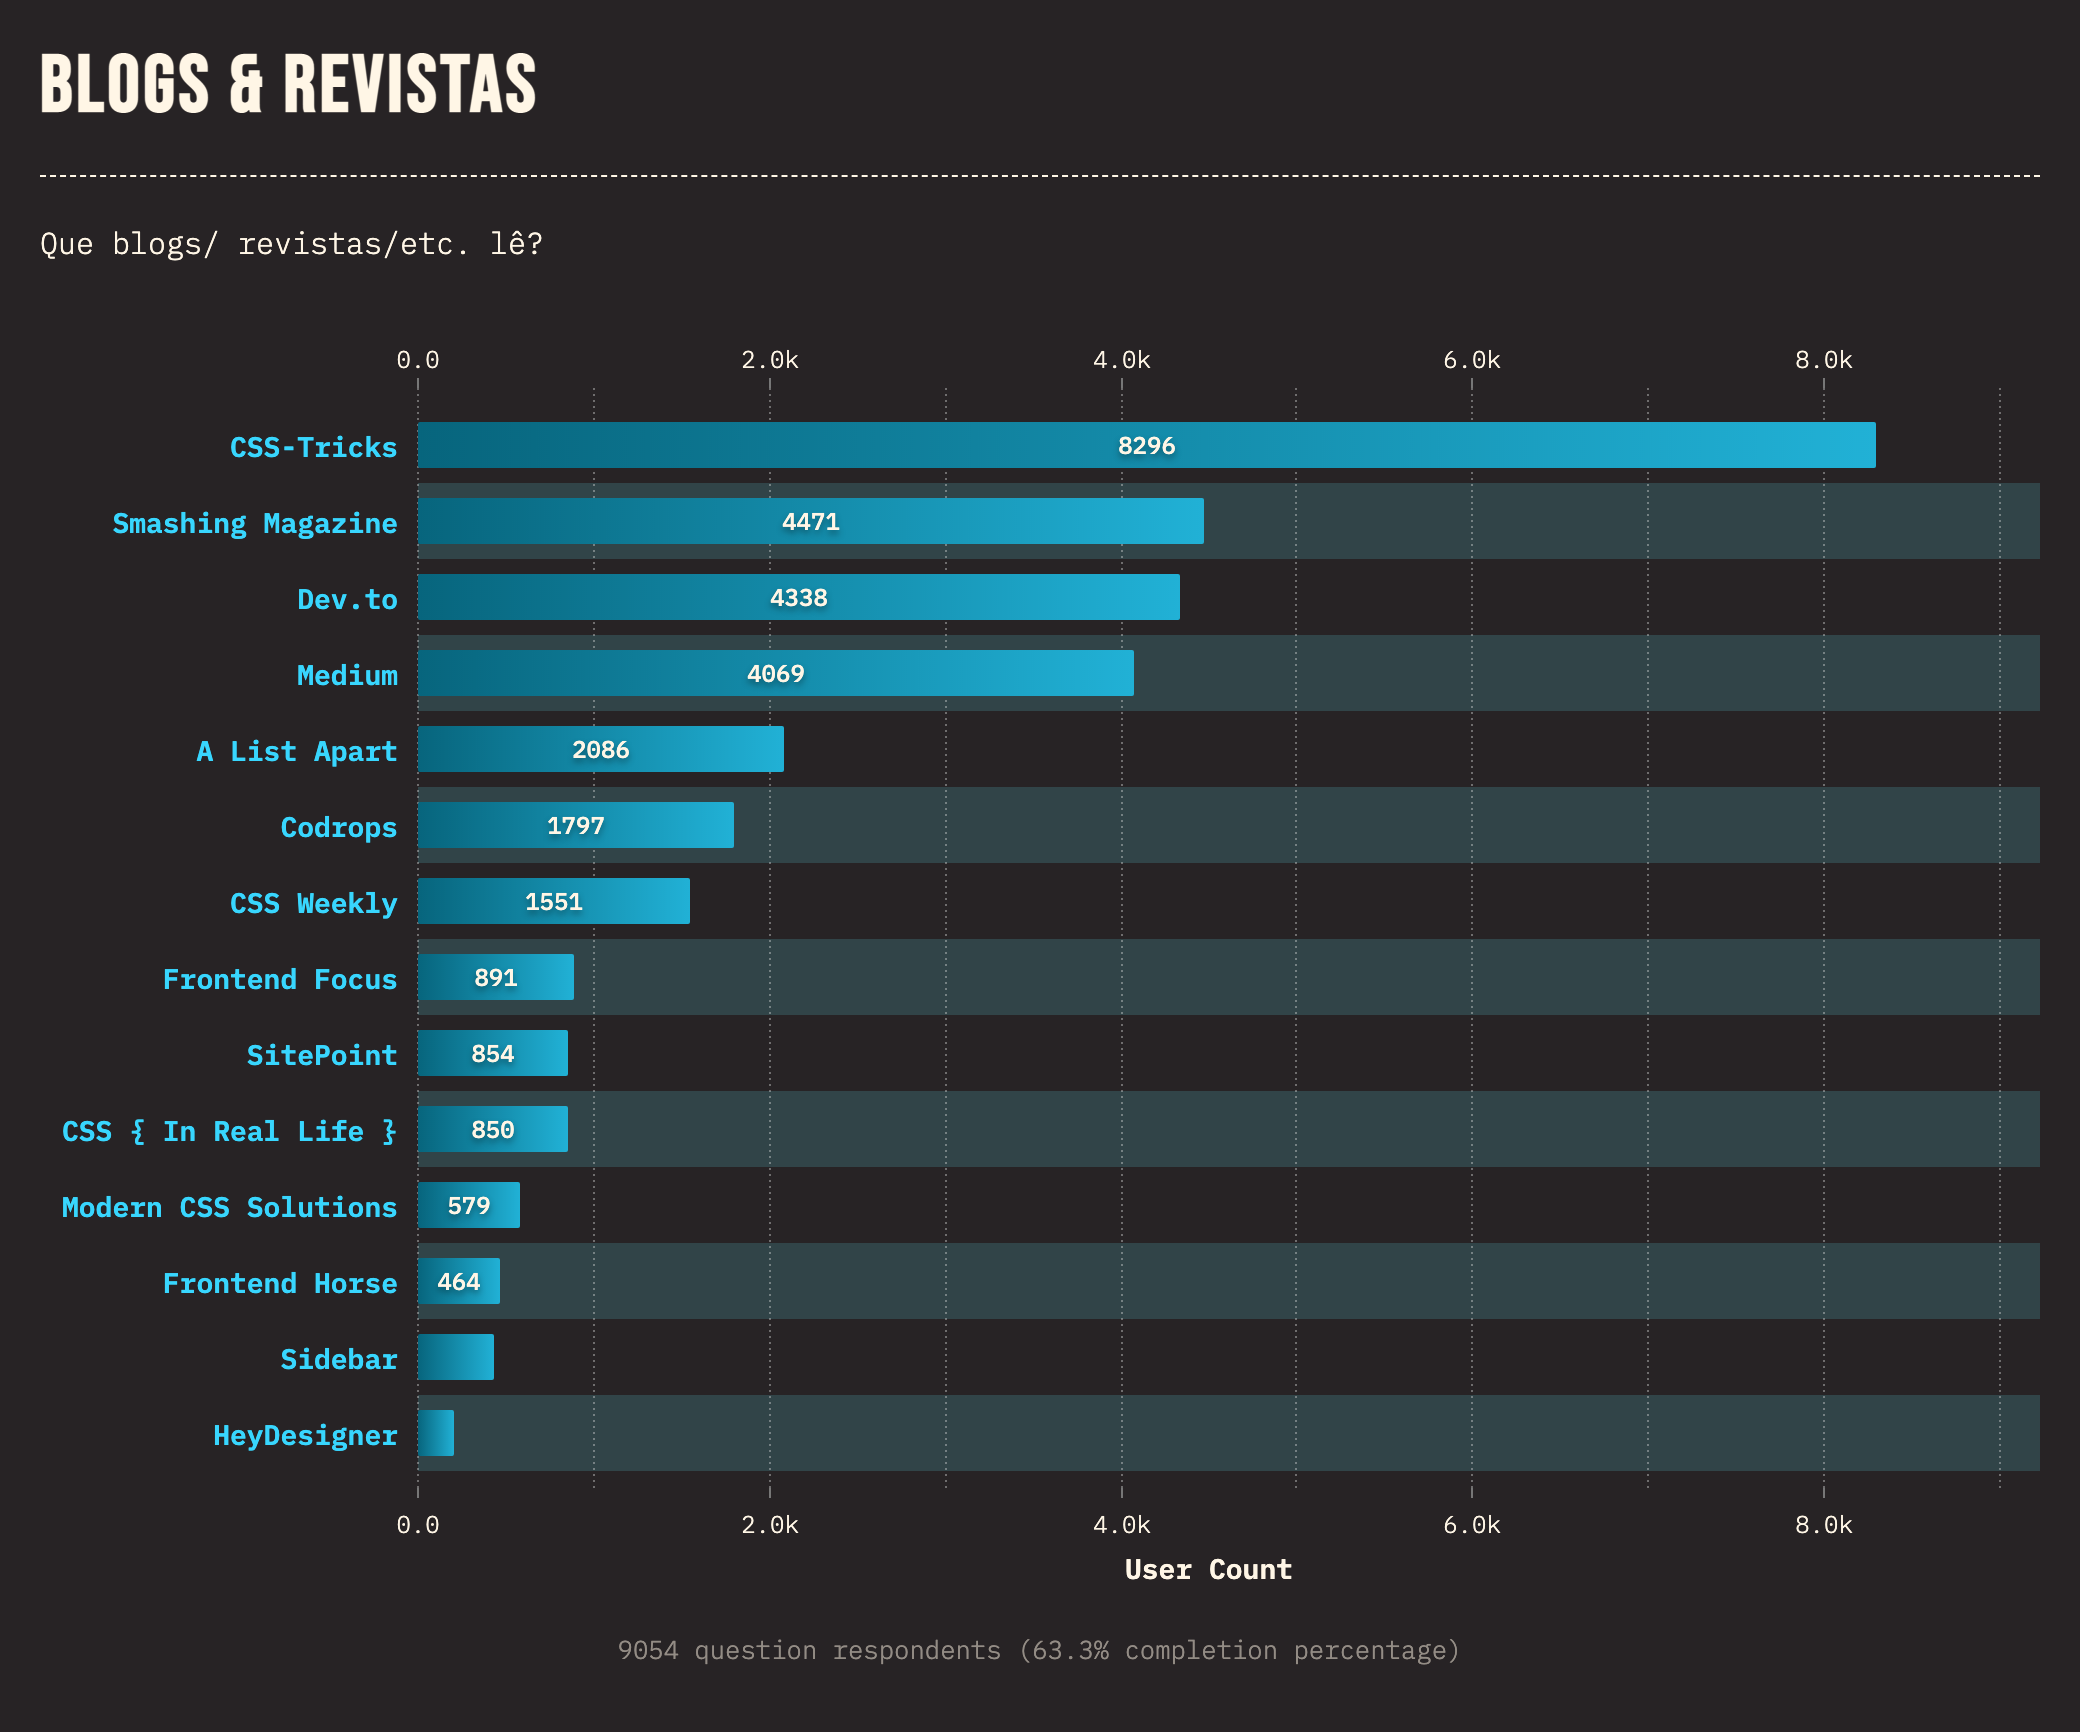 BLOGS & REVISTAS
Que blogs/ revistas/etc. lê?
0.0 2.0k 4.0k 6.0k 8.0k
CSS-Tricks 8296
Smashing Magazine 4471
Dev.to 4338
Medium 4069
A List Apart 2086
Codrops 1797
CSS Weekly 1551
Frontend Focus 891
SitePoint 854
CSS { In Real Life } 850
Modern CSS Solutions 579
Frontend Horse 464
Sidebar
HeyDesigner
0.0 2.0k 4.0k 6.0k 8.0k
User Count
9054 question respondents (63.3% completion percentage)